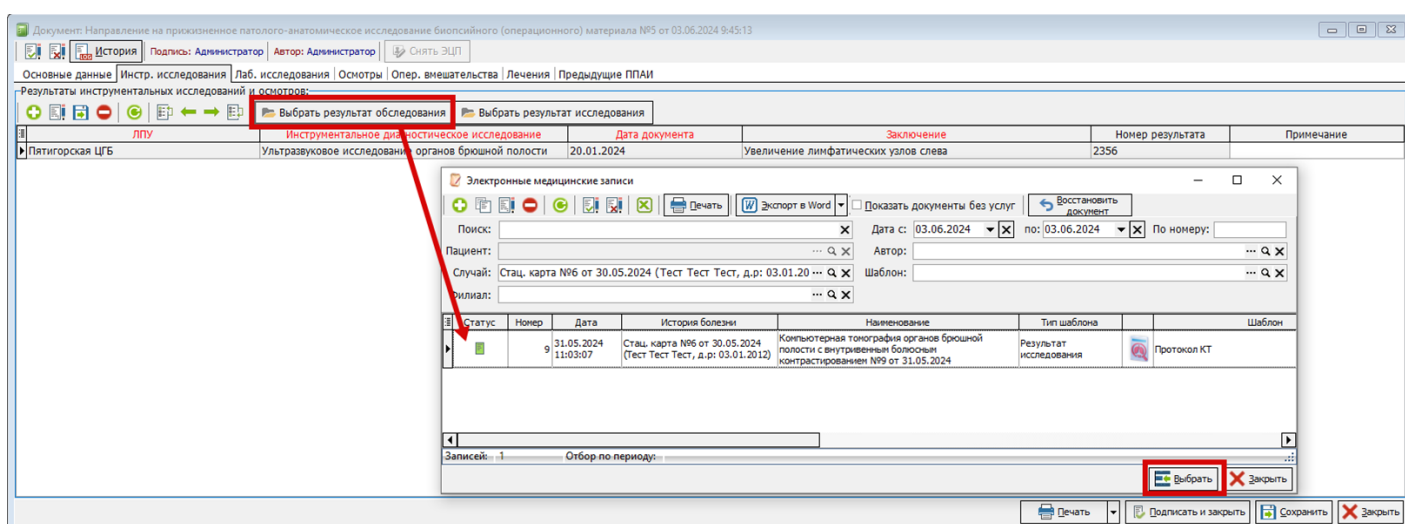 Документ: Направление на прижизненное патолого-анатомическое исследование биопсийного (операционного) материала №5 от 03.06.2024 9:45:13
История Подпись: Администратор Автор: Администратор Снять ЭЦП
Основные данные Инстр. исследования Лаб. исследования Осмотры Опер. вмешательства Лечения Предыдущие ППАИ
Результаты инструментальных исследований и осмотров:
Выбрать результат обследования Выбрать результат исследования
ЛПУ Инструментальное диагностическое исследование Дата документа Заключение Номер результата Примечание
Пятигорская ЦГБ Ультразвуковое исследование органов брюшной полости 20.01.2024 Увеличение лимфатических узлов слева 2356
Электронные медицинские записи
Печать Экспорт в Word Показать документы без услуг Восстановить документ
Поиск: Дата с: 03.06.2024 по: 03.06.2024 По номеру:
Пациент: Автор:
Случай: Стац. карта №6 от 30.05.2024 (Тест Тест Тест, д.р: 03.01.20 Шаблон:
Филиал:
Статус Номер Дата История болезни Наименование Тип шаблона Шаблон
9 31.05.2024 11:03:07 Стац. карта №6 от 30.05.2024 (Тест Тест Тест, д.р: 03.01.2012) Компьютерная томография органов брюшной полости с внутривенным болюсным контрастированием №9 от 31.05.2024 Результат исследования Протокол КТ
Записей: 1 Отбор по периоду:
Выбрать Закрыть
Печать Подписать и закрыть Сохранить Закрыть